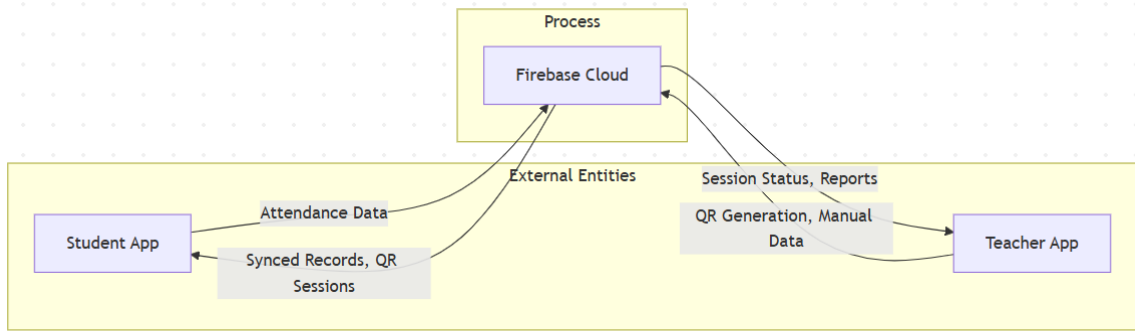 Process
Firebase Cloud
External Entities
Session Status, Reports
Attendance Data
QR Generation, Manual
Data
Student App
Teacher App
Synced Records, QR
Sessions